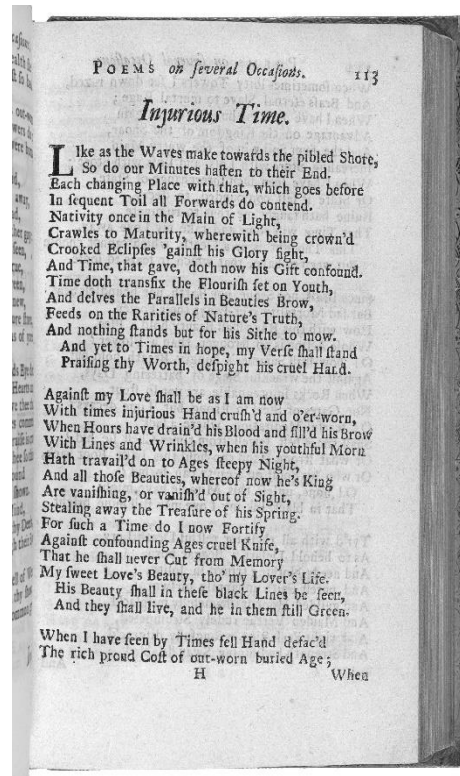 POEMS on ſeveral Occaſions. 113
Injurious Time.
LIke as the Waves make towards the pibled Shore,
So do our Minutes haſten to their End.
Each changing Place with that, which goes before
In ſequent Toil all Forwards do contend.
Nativity once in the Main of Light,
Crawles to Maturity, wherewith being crown'd
Crooked Eclipſes 'gainſt his Glory fight,
And Time, that gave, doth now his Gift confound.
Time doth transfix the Flouriſh ſet on Youth,
And delves the Parallels in Beauties Brow,
Feeds on the Rarities of Nature's Truth,
And nothing ſtands but for his Sithe to mow.
And yet to Times in hope, my Verſe ſhall ſtand
Praiſing thy Worth, deſpight his cruel Hand.
Againſt my Love ſhall be as I am now
With times injurious Hand cruſh'd and o'er-worn,
When Hours have drain'd his Blood and fill'd his Brow
With Lines and Wrinkles, when his youthful Morn
Hath travail'd on to Ages ſteepy Night,
And all thoſe Beauties, whereof now he's King
Are vaniſhing, or vaniſh'd out of Sight,
Stealing away the Treaſure of his Spring.
For ſuch a Time do I now Fortify
Againſt confounding Ages cruel Knife,
That he ſhall never Cut from Memory
My ſweet Love's Beauty, tho' my Lover's Life.
His Beauty ſhall in theſe black Lines be ſeen,
And they ſhall live, and he in them ſtill Green.
When I have ſeen by Times fell Hand defac'd
The rich proud Coſt of out-worn buried Age;
H When